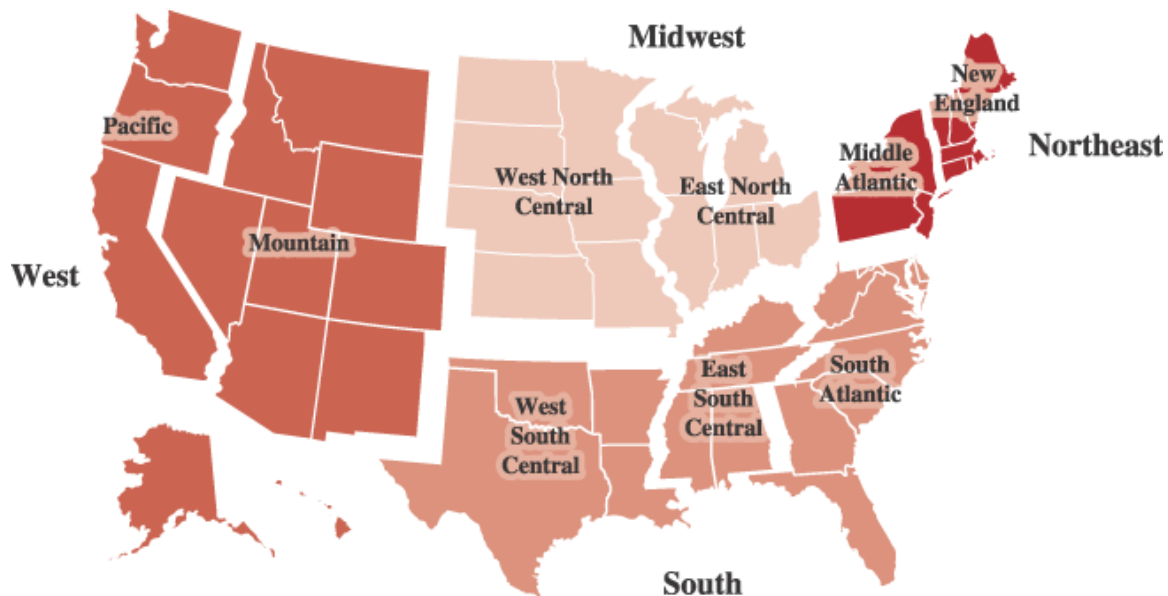 Midwest
New
England
Pacific
Northeast
Middle
Atlantic
West North
Central
East North
Central
Mountain
West
East
South
Central
South
Atlantic
West
South
Central
South